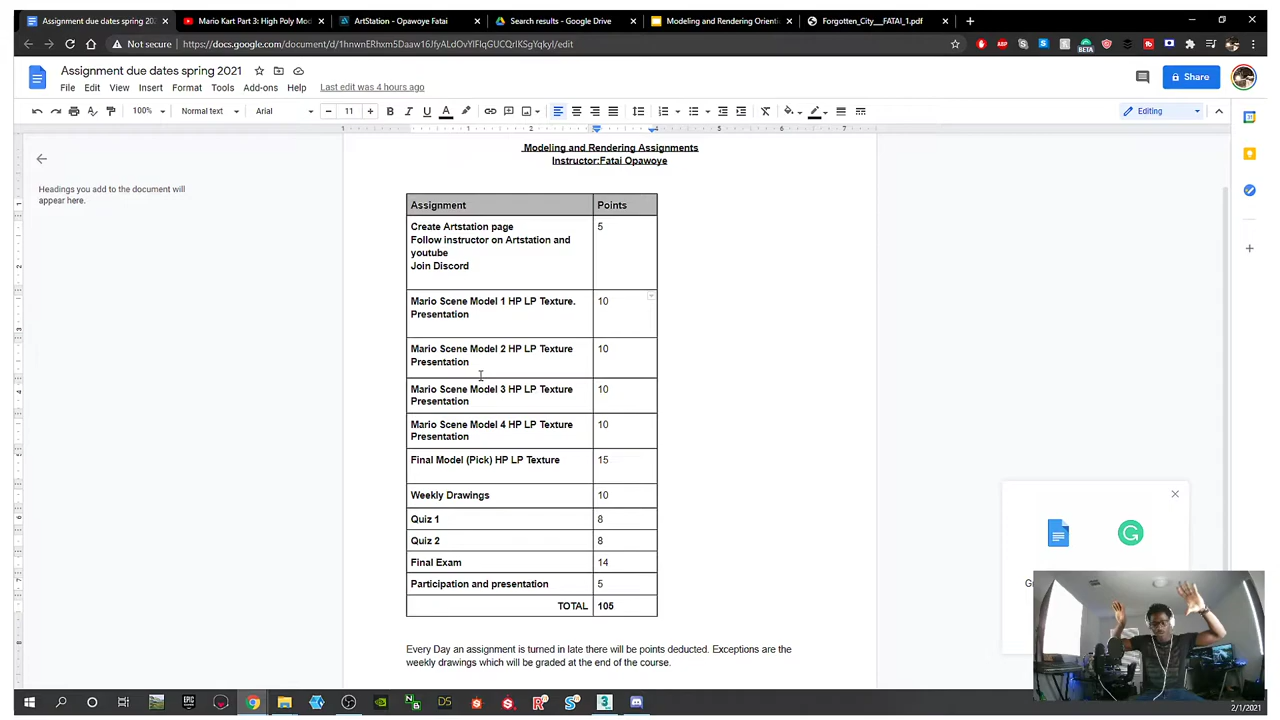 Assignment due dates spring 202
Mario Kart Part 3: High Poly Mod
ArtStation - Opawoye Fatai
Search results - Google Drive
Modeling and Rendering Orienta
Forgotten_City__FATAI_1.pdf
Not secure
https://docs.google.com/document/d/1hnwnERhxm5Daaw16JfyALdOvYlFlqGUCQrIKSgYqkyI/edit
BETA
Assignment due dates spring 2021
File Edit View Insert Format Tools Add-ons Help Last edit was 4 hours ago
Share
100% Normal text Arial 11 Editing
Headings you add to the document will
appear here.
Modeling and Rendering Assignments
Instructor:Fatai Opawoye
Assignment Points
Create Artstation page 5
Follow instructor on Artstation and
youtube
Join Discord
Mario Scene Model 1 HP LP Texture. 10
Presentation
Mario Scene Model 2 HP LP Texture 10
Presentation
Mario Scene Model 3 HP LP Texture 10
Presentation
Mario Scene Model 4 HP LP Texture 10
Presentation
Final Model (Pick) HP LP Texture 15
Weekly Drawings 10
Quiz 1 8
Quiz 2 8
Final Exam 14
Participation and presentation 5
TOTAL 105
Every Day an assignment is turned in late there will be points deducted. Exceptions are the
weekly drawings which will be graded at the end of the course.
2/1/2021